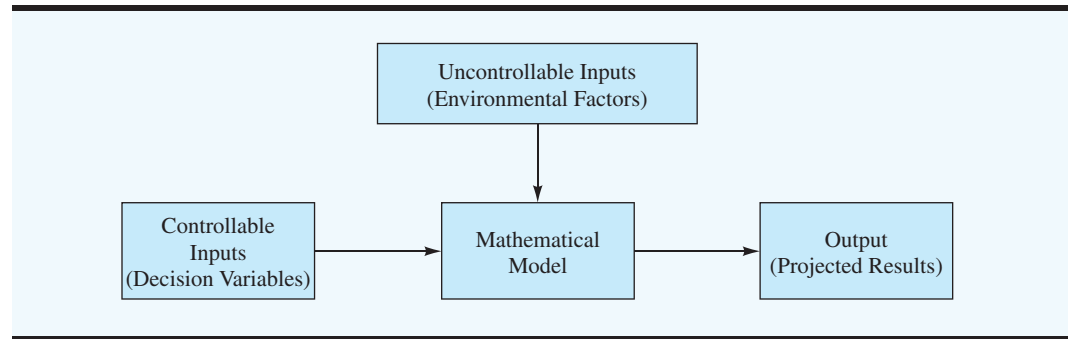 Uncontrollable Inputs
(Environmental Factors)
Controllable
Inputs
(Decision Variables)
Mathematical
Model
Output
(Projected Results)